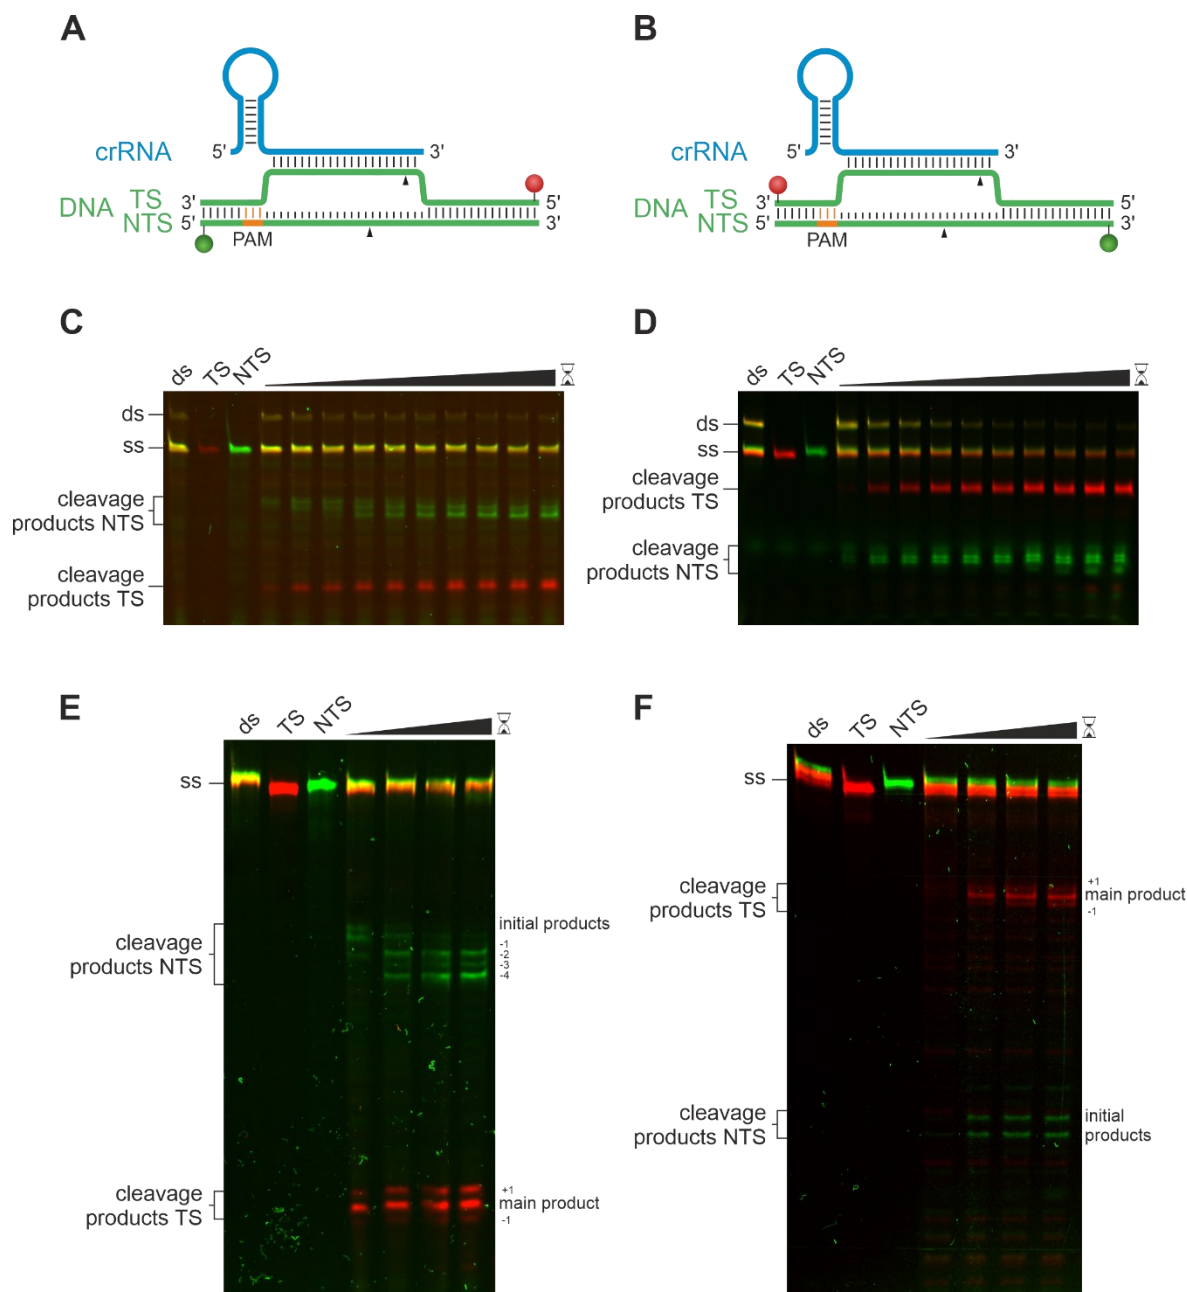 A
B
5'
crRNA
3'
3'
TS
5'
DNA
5'
NTS
3'
PAM
5'
crRNA
3'
3'
TS
5'
DNA
5'
NTS
3'
PAM
C
D
ds TS NTS
ds
ss
cleavage
products NTS
cleavage
products TS
ds TS NTS
ds
ss
cleavage
products TS
cleavage
products NTS
E
F
ds TS NTS
ss
cleavage
products NTS
initial products
-1
-2
-3
-4
cleavage
products TS
+1
main product
-1
ds TS NTS
ss
cleavage
products TS
+1
main product
-1
cleavage
products NTS
initial
products